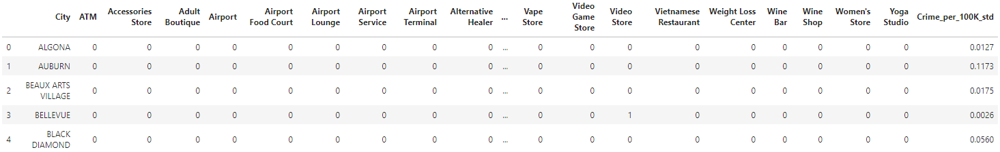 City ATM Accessories Store Adult Boutique Airport Airport Food Court Airport Lounge Airport Service Airport Terminal Alternative Healer ... Vape Store Video Game Store Video Store Vietnamese Restaurant Weight Loss Center Wine Bar Wine Shop Women's Store Yoga Studio Crime_per_100K_std
0 ALGONA 0 0 0 0 0 0 0 0 0 ... 0 0 0 0 0 0 0 0 0 0.0127
1 AUBURN 0 0 0 0 0 0 0 0 0 ... 0 0 0 0 0 0 0 0 0 0.1173
2 BEAUX ARTS VILLAGE 0 0 0 0 0 0 0 0 0 ... 0 0 0 0 0 0 0 0 0 0.0175
3 BELLEVUE 0 0 0 0 0 0 0 0 0 ... 0 0 1 0 0 0 0 0 0 0.0026
4 BLACK DIAMOND 0 0 0 0 0 0 0 0 0 ... 0 0 0 0 0 0 0 0 0 0.0560